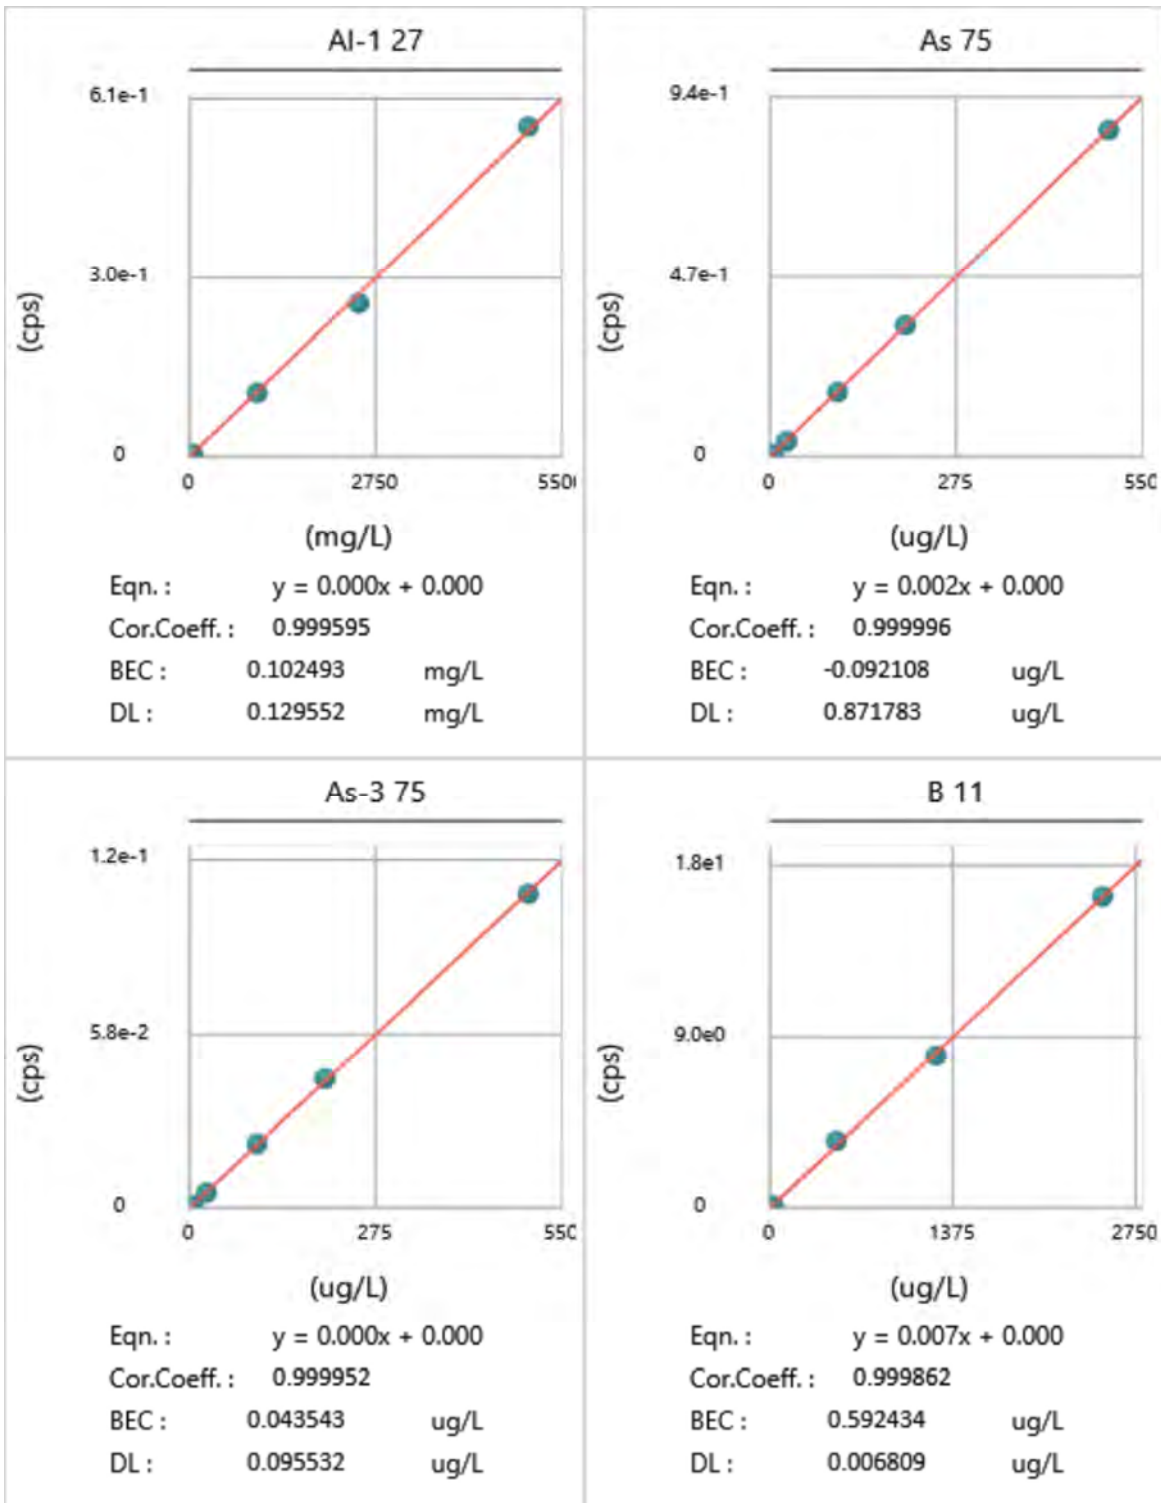 Al-1 27
6.1e-1
3.0e-1
0
(cps)
0 2750 550
(mg/L)
Eqn. : y = 0.000x + 0.000
Cor.Coeff. : 0.999595
BEC : 0.102493 mg/L
DL : 0.129552 mg/L
As 75
9.4e-1
4.7e-1
0
(cps)
0 275 550
(ug/L)
Eqn. : y = 0.002x + 0.000
Cor.Coeff. : 0.999996
BEC : -0.092108 ug/L
DL : 0.871783 ug/L
As-3 75
1.2e-1
5.8e-2
0
(cps)
0 275 550
(ug/L)
Eqn. : y = 0.000x + 0.000
Cor.Coeff. : 0.999952
BEC : 0.043543 ug/L
DL : 0.095532 ug/L
B 11
1.8e1
9.0e0
0
(cps)
0 1375 2750
(ug/L)
Eqn. : y = 0.007x + 0.000
Cor.Coeff. : 0.999862
BEC : 0.592434 ug/L
DL : 0.006809 ug/L